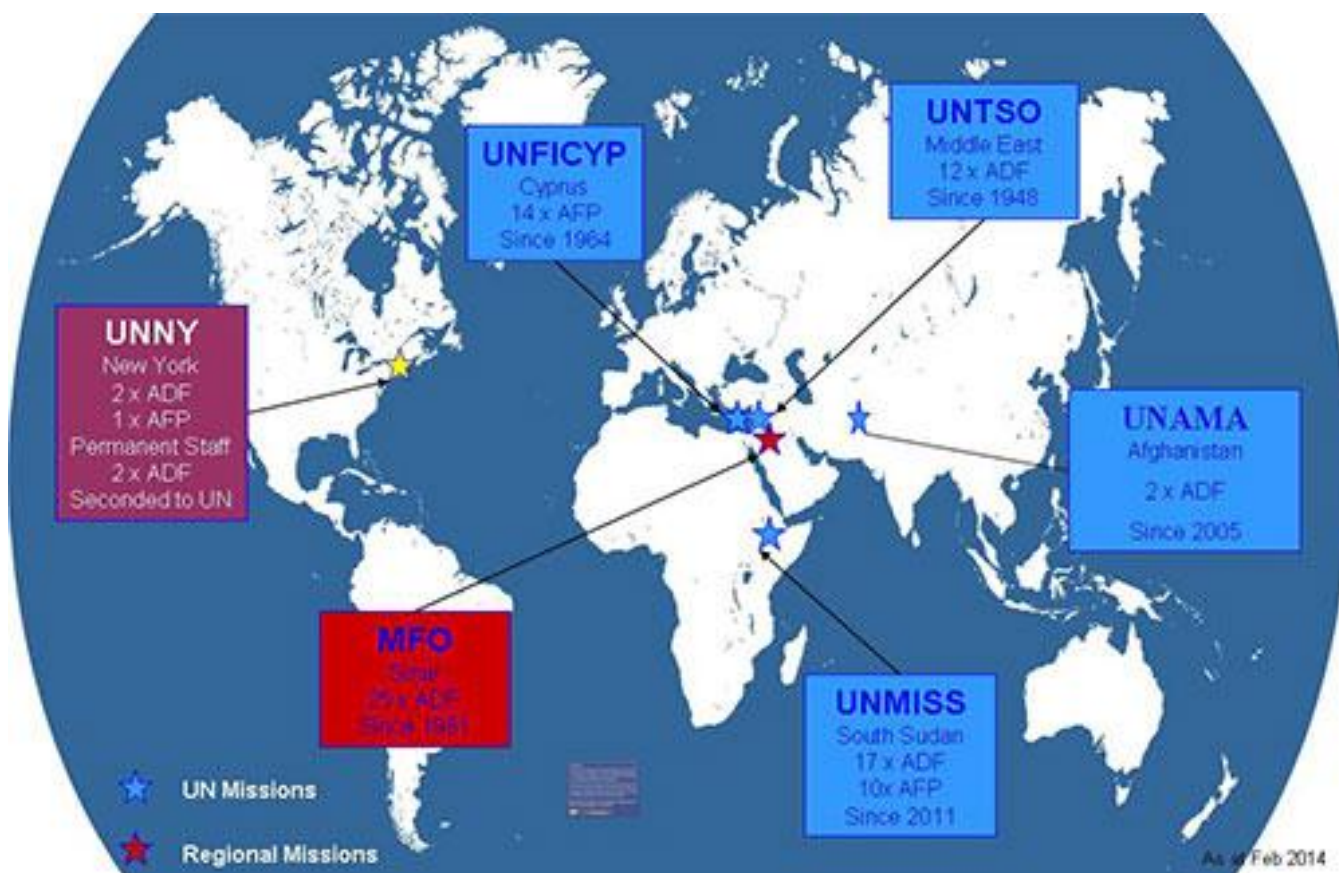 UNTSO
Middle East
12 x ADF
Since 1948
UNFICYP
Cyprus
14 x AFP
Since 1964
UNNY
New York
2 x ADF
1 x AFP
Permanent Staff
2 x ADF
Seconded to UN
UNAMA
Afghanistan
2 x ADF
Since 2005
MFO
Sinai
25 x ADF
Since 1981
UNMISS
South Sudan
17 x ADF
10x AFP
Since 2011
UN Missions
Regional Missions
As at Feb 2014